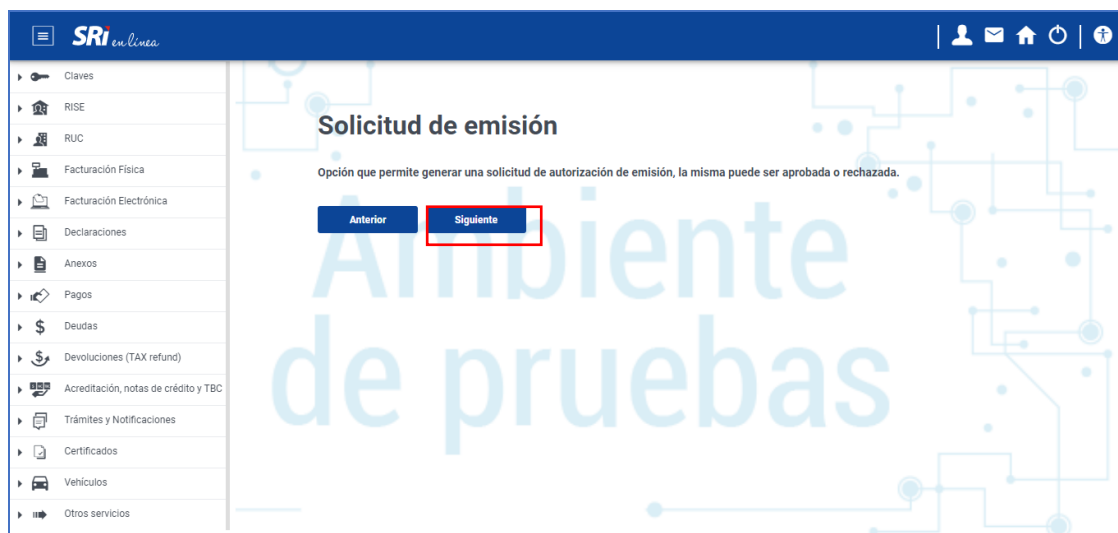 SRi en línea
Claves
RISE
RUC
Facturación Física
Facturación Electrónica
Declaraciones
Anexos
Pagos
Deudas
Devoluciones (TAX refund)
Acreditación, notas de crédito y TBC
Trámites y Notificaciones
Certificados
Vehículos
Otros servicios
Solicitud de emisión
Opción que permite generar una solicitud de autorización de emisión, la misma puede ser aprobada o rechazada.
Anterior Siguiente
Ambiente
de pruebas